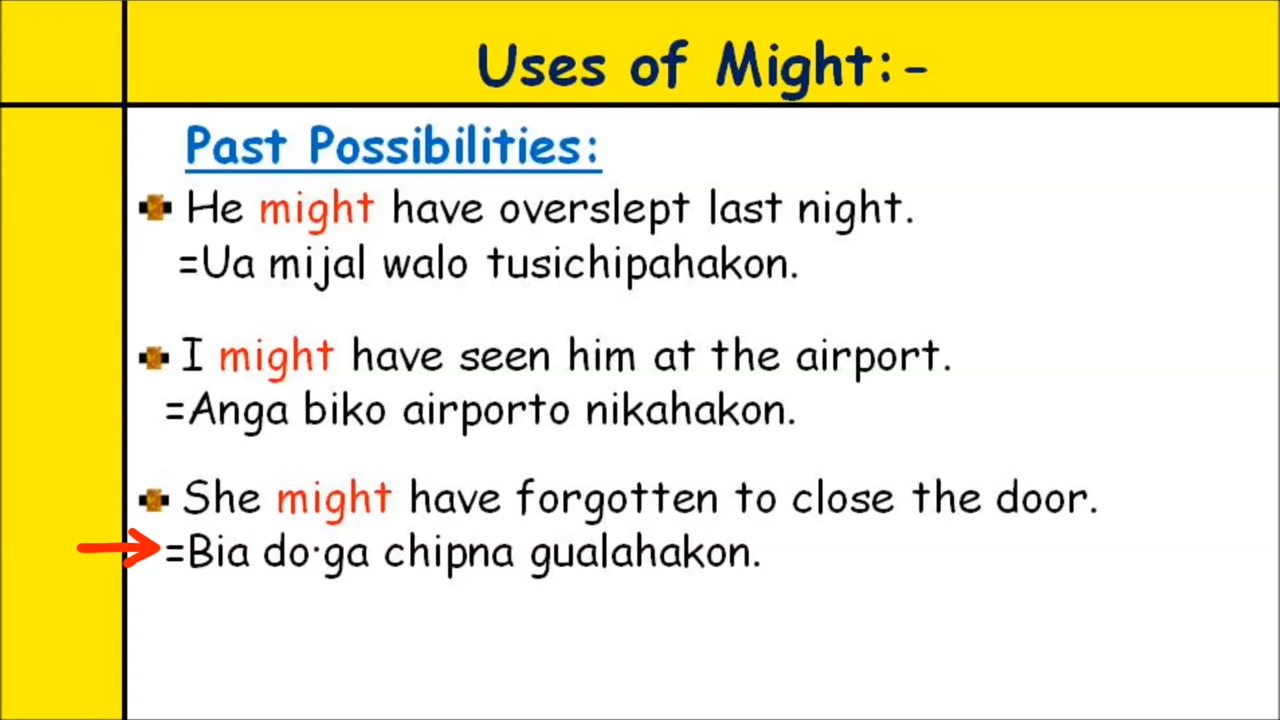 Uses of Might:-
Past Possibilities:
He might have overslept last night.
=Ua mijal walo tusichipahakon.
I might have seen him at the airport.
=Anga biko airporto nikahakon.
She might have forgotten to close the door.
=Bia do·ga chipna gualahakon.